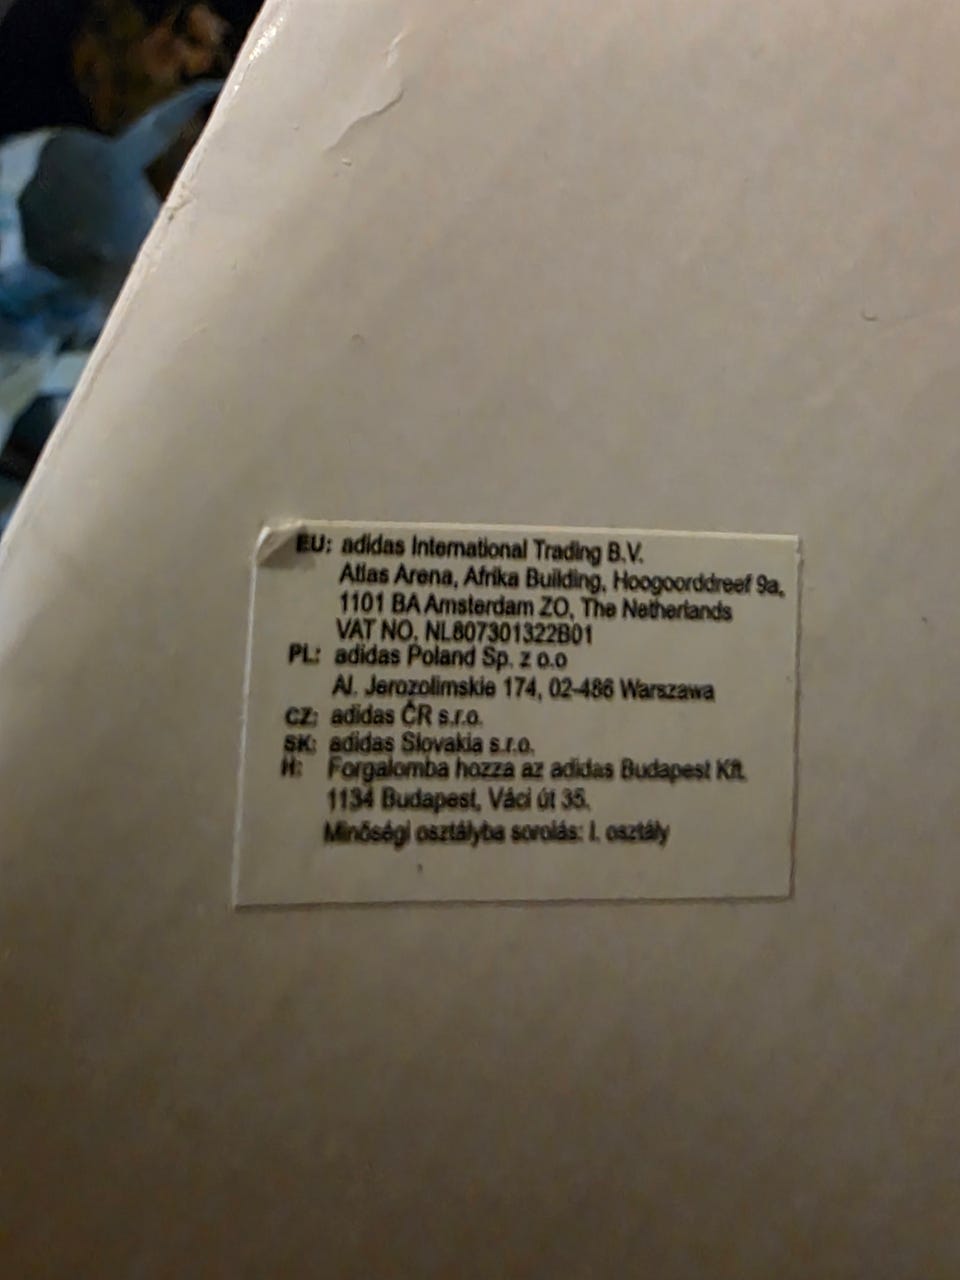 EU: adidas International Trading B.V.
Atlas Arena, Afrika Building, Hoogoorddreef 9a,
1101 BA Amsterdam ZO, The Netherlands
VAT NO. NL807301322B01
PL: adidas Poland Sp. z o.o
Al. Jerozolimskie 174, 02-486 Warszawa
CZ: adidas ČR s.r.o.
SK: adidas Slovakia s.r.o.
H: Forgalomba hozza az adidas Budapest Kft.
1134 Budapest, Váci út 35.
Minőségi osztályba sorolás: I. osztály